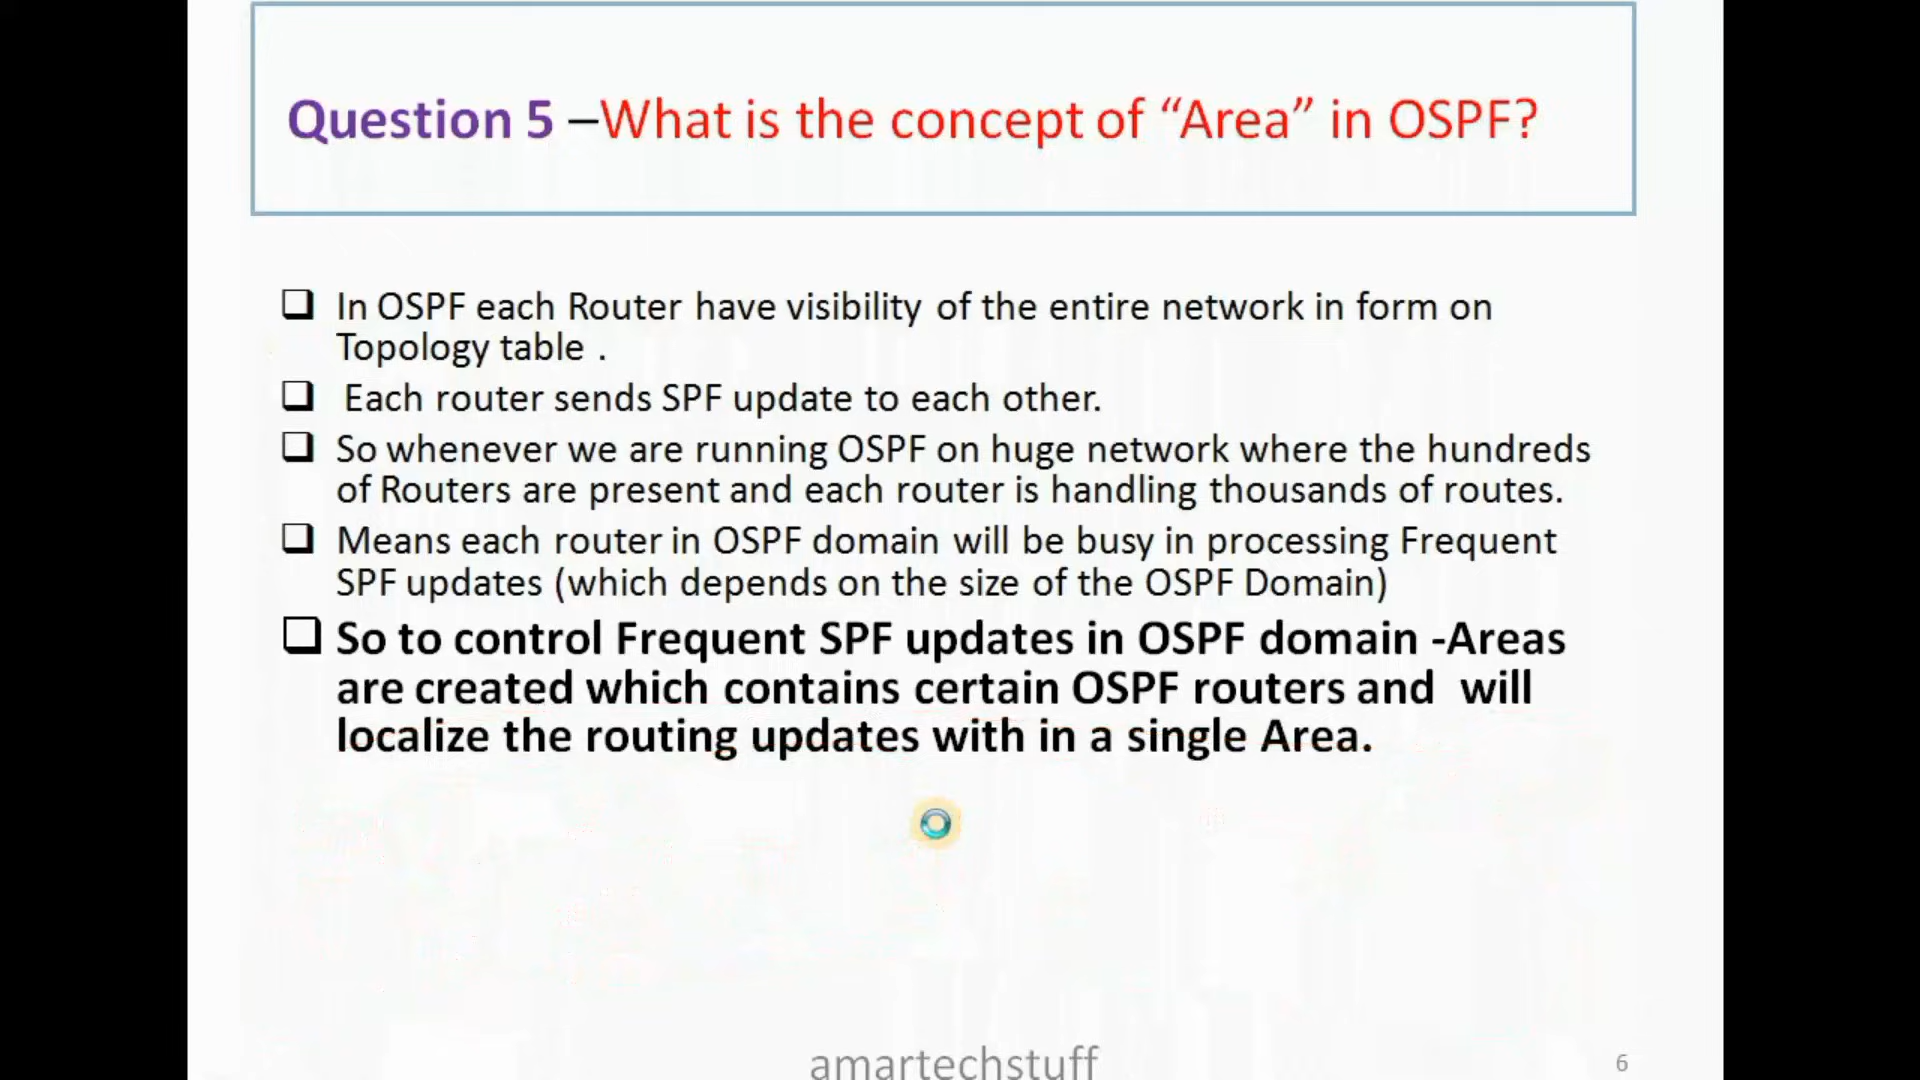 Question 5 –What is the concept of “Area” in OSPF?
In OSPF each Router have visibility of the entire network in form on
Topology table .
Each router sends SPF update to each other.
So whenever we are running OSPF on huge network where the hundreds
of Routers are present and each router is handling thousands of routes.
Means each router in OSPF domain will be busy in processing Frequent
SPF updates (which depends on the size of the OSPF Domain)
So to control Frequent SPF updates in OSPF domain -Areas
are created which contains certain OSPF routers and will
localize the routing updates with in a single Area.
amartechstuff
6